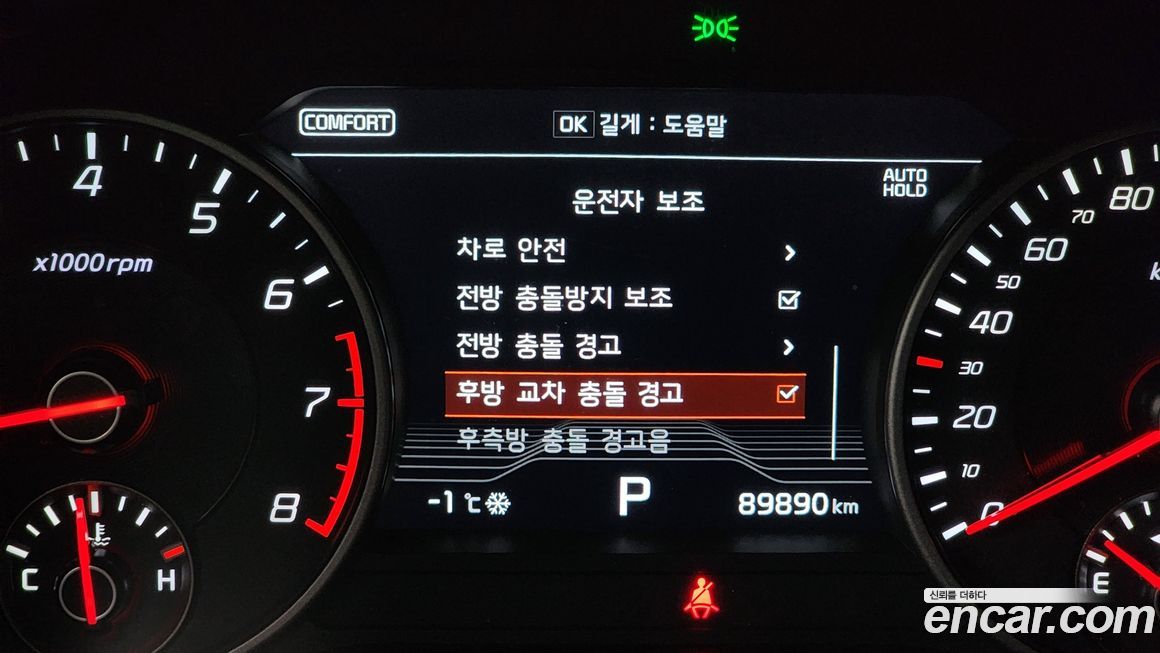 COMFORT
OK 길게 : 도움말
AUTO
HOLD
운전자 보조
차로 안전
전방 충돌방지 보조
전방 충돌 경고
후방 교차 충돌 경고
후측방 충돌 경고음
-1 ℃
P
89890 km
4
5
6
7
8
x1000rpm
C
H
80
70
60
50
40
30
20
10
0
E
신뢰를 더하다
encar.com